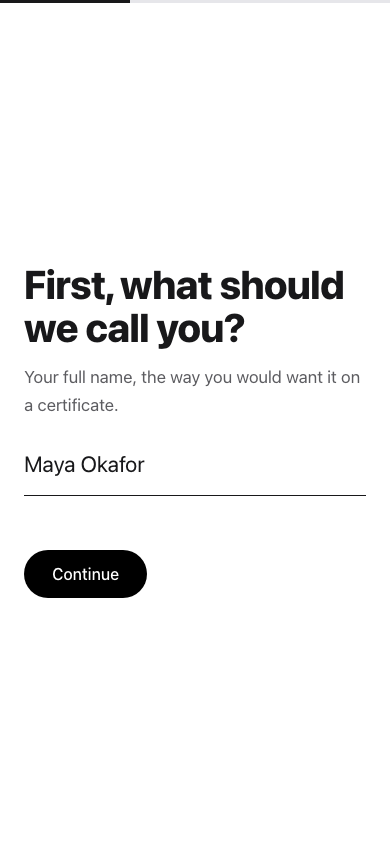 First, what should
we call you?
Your full name, the way you would want it on
a certificate.
Maya Okafor
Continue